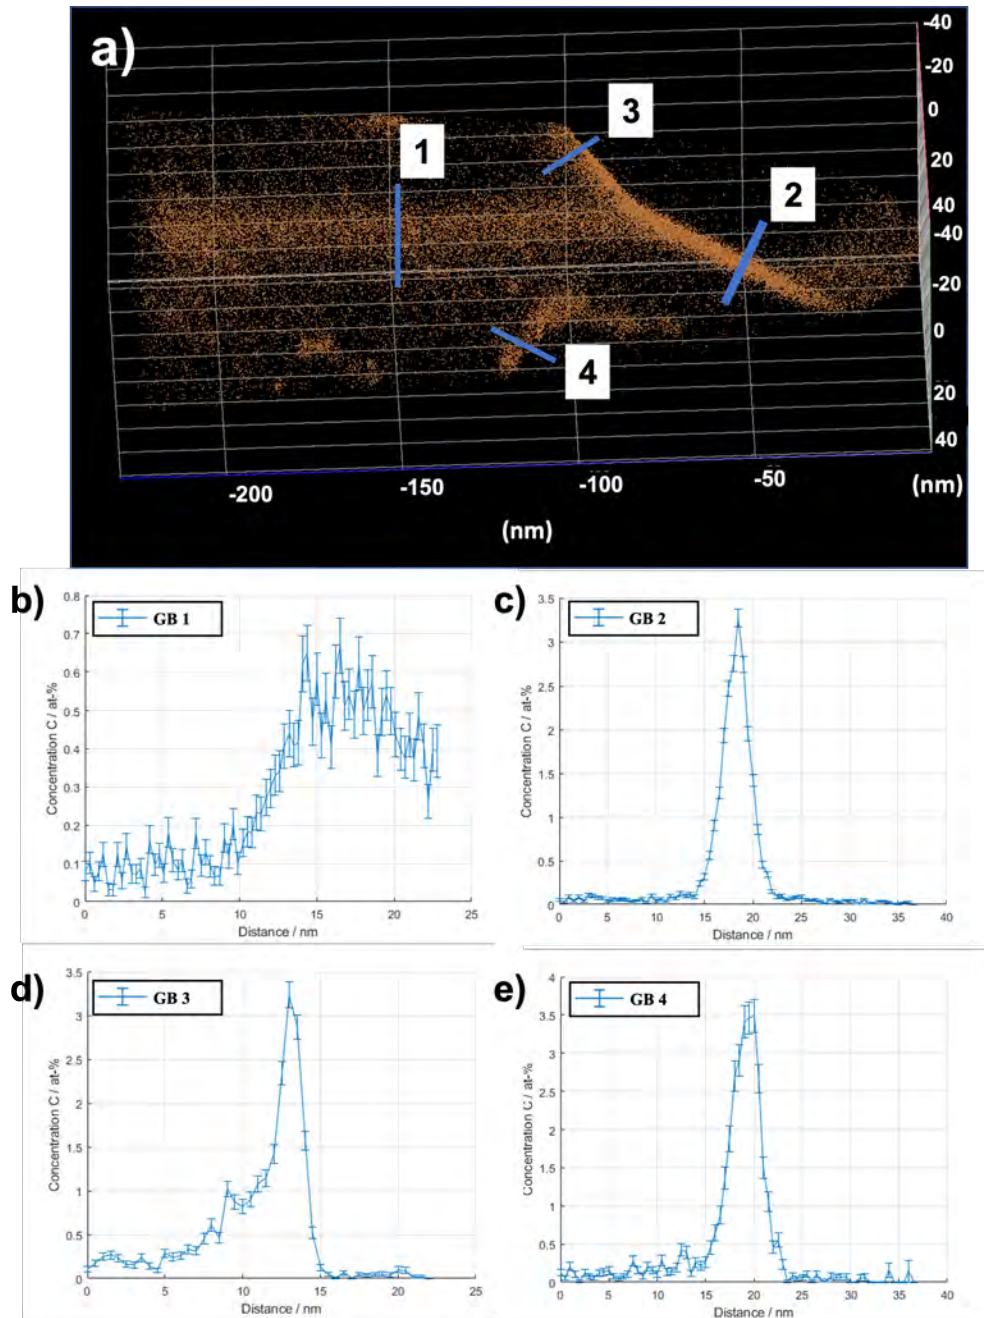 a)
-40
-20
0
20
40
-40
-20
0
20
40
1
3
2
4
-200
-150
-100
-50
(nm)
(nm)
b)
GB 1
Concentration C / at-%
0.8
0.7
0.6
0.5
0.4
0.3
0.2
0.1
0
0 5 10 15 20 25
Distance / nm
c)
GB 2
Concentration C / at-%
3.5
3
2.5
2
1.5
1
0.5
0
0 5 10 15 20 25 30 35 40
Distance / nm
d)
GB 3
Concentration C / at-%
3.5
3
2.5
2
1.5
1
0.5
0
0 5 10 15 20 25
Distance / nm
e)
GB 4
Concentration C / at-%
4
3.5
3
2.5
2
1.5
1
0.5
0
0 5 10 15 20 25 30 35 40
Distance / nm